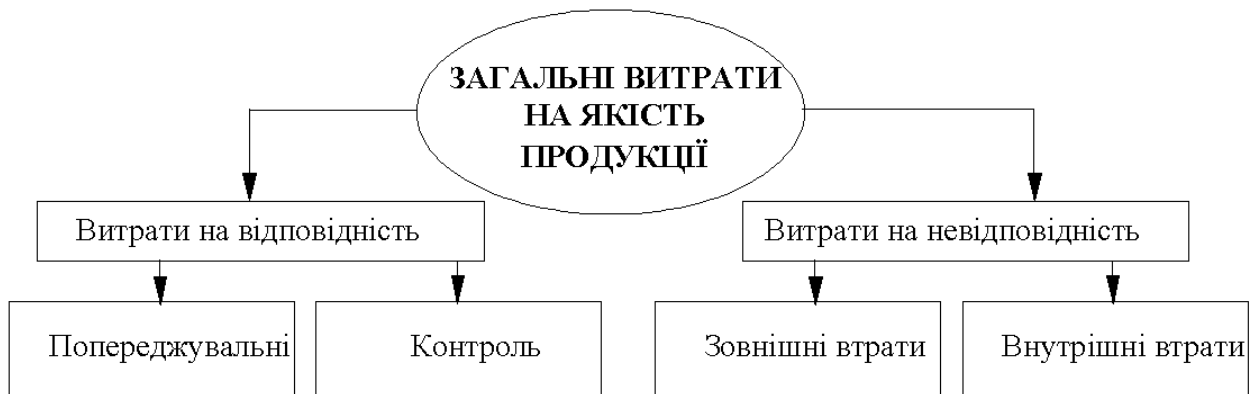 ЗАГАЛЬНІ ВИТРАТИ
НА ЯКІСТЬ
ПРОДУКЦІЇ
Витрати на відповідність
Витрати на невідповідність
Попереджувальні
Контроль
Зовнішні втрати
Внутрішні втрати